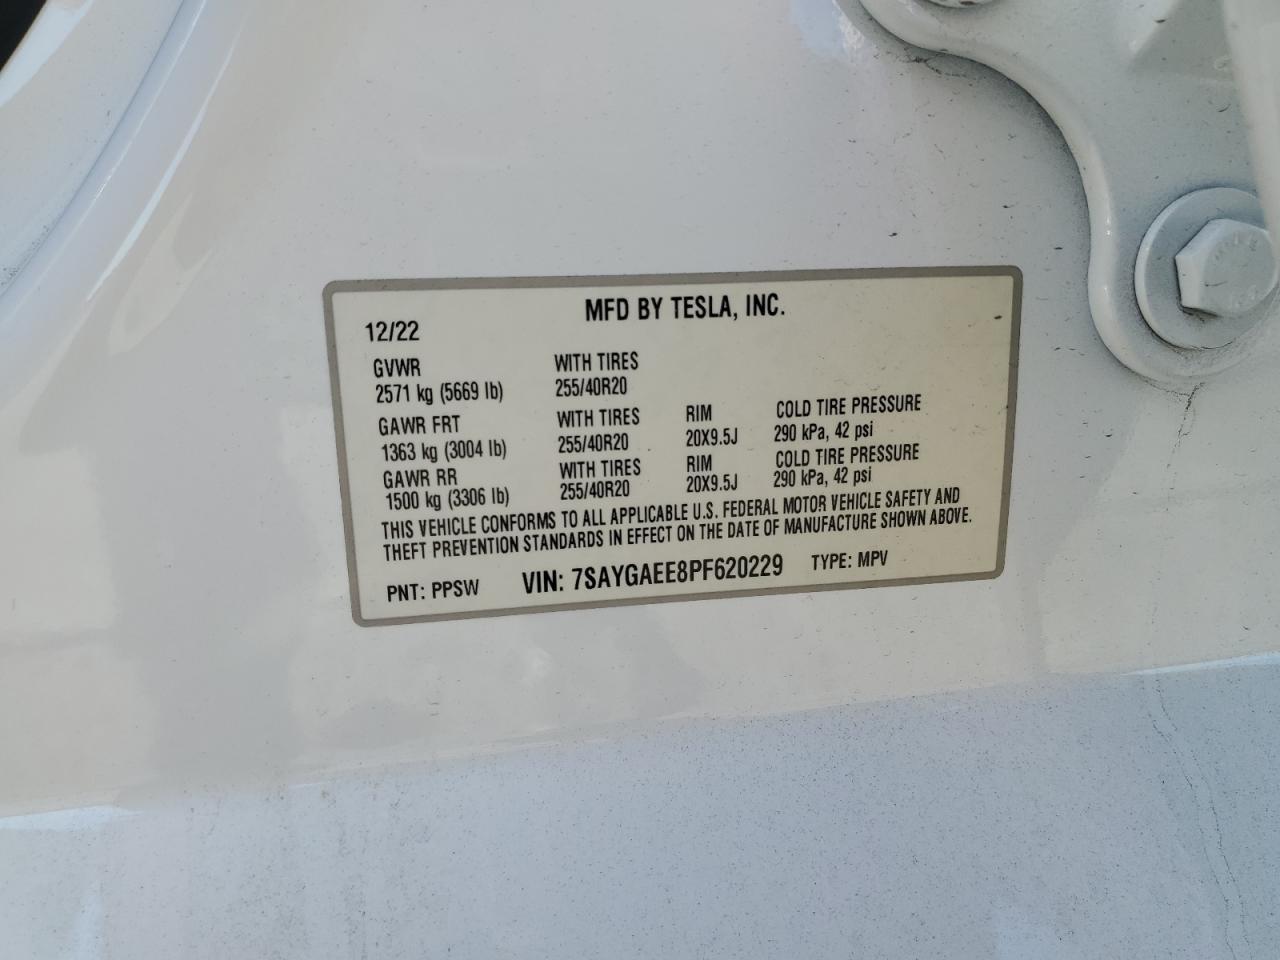 MFD BY TESLA, INC.
12/22
GVWR WITH TIRES
2571 kg (5669 lb) 255/40R20
GAWR FRT WITH TIRES RIM COLD TIRE PRESSURE
1363 kg (3004 lb) 255/40R20 20X9.5J 290 kPa, 42 psi
GAWR RR WITH TIRES RIM COLD TIRE PRESSURE
1500 kg (3306 lb) 255/40R20 20X9.5J 290 kPa, 42 psi
THIS VEHICLE CONFORMS TO ALL APPLICABLE U.S. FEDERAL MOTOR VEHICLE SAFETY AND
THEFT PREVENTION STANDARDS IN EFFECT ON THE DATE OF MANUFACTURE SHOWN ABOVE.
PNT: PPSW VIN: 7SAYGAEE8PF620229 TYPE: MPV